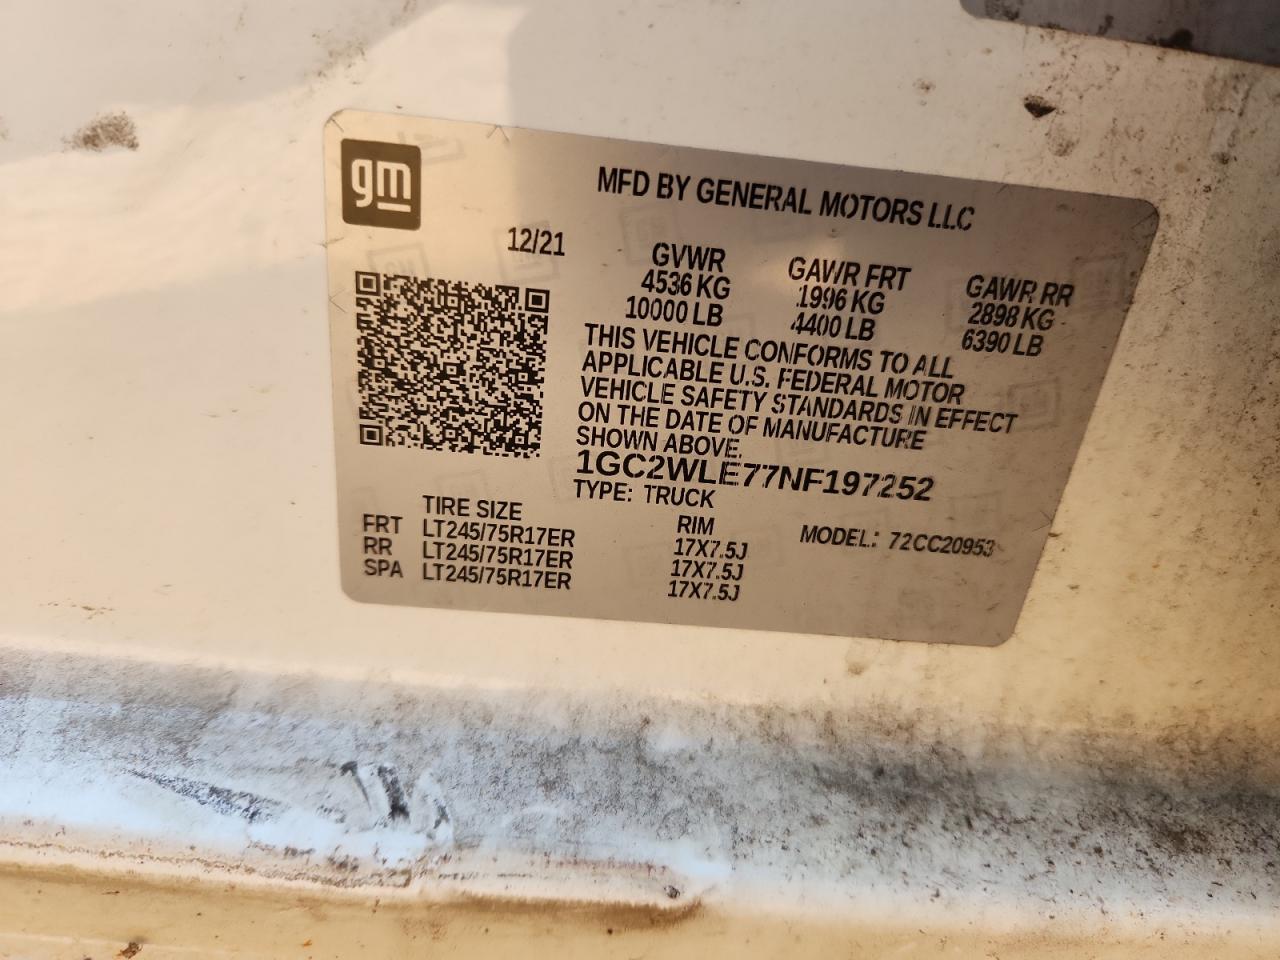 gm
MFD BY GENERAL MOTORS LLC
12/21
GVWR GAWR FRT GAWR RR
4536 KG 1996 KG 2898 KG
10000 LB 4400 LB 6390 LB
THIS VEHICLE CONFORMS TO ALL
APPLICABLE U.S. FEDERAL MOTOR
VEHICLE SAFETY STANDARDS IN EFFECT
ON THE DATE OF MANUFACTURE
SHOWN ABOVE.
1GC2WLE77NF197252
TYPE: TRUCK
TIRE SIZE RIM MODEL: 72CC20953
FRT LT245/75R17ER 17X7.5J
RR LT245/75R17ER 17X7.5J
SPA LT245/75R17ER 17X7.5J